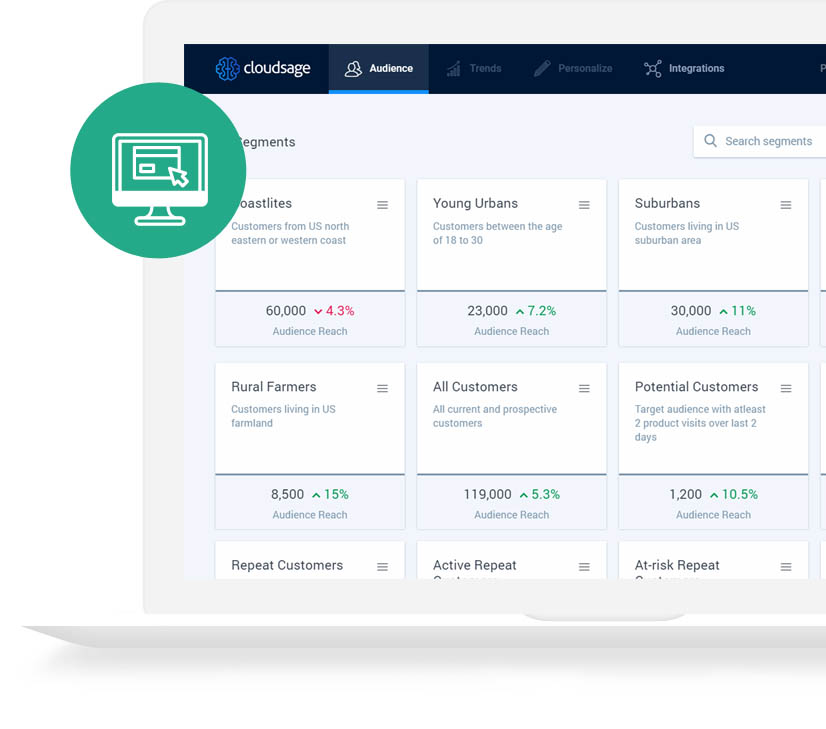 cloudsage
Audience
Trends
Personalize
Integrations
P
egments
Search segments
oastlites
Young Urbans
Suburbans
Customers from US north
eastern or western coast
Customers between the age
of 18 to 30
Customers living in US
suburban area
60,000 4.3%
23,000 7.2%
30,000 11%
Audience Reach
Audience Reach
Audience Reach
Rural Farmers
All Customers
Potential Customers
Customers living in US
farmland
All current and prospective
customers
Target audience with atleast
2 product visits over last 2
days
8,500 15%
119,000 5.3%
1,200 10.5%
Audience Reach
Audience Reach
Audience Reach
Repeat Customers
Active Repeat
At-risk Repeat